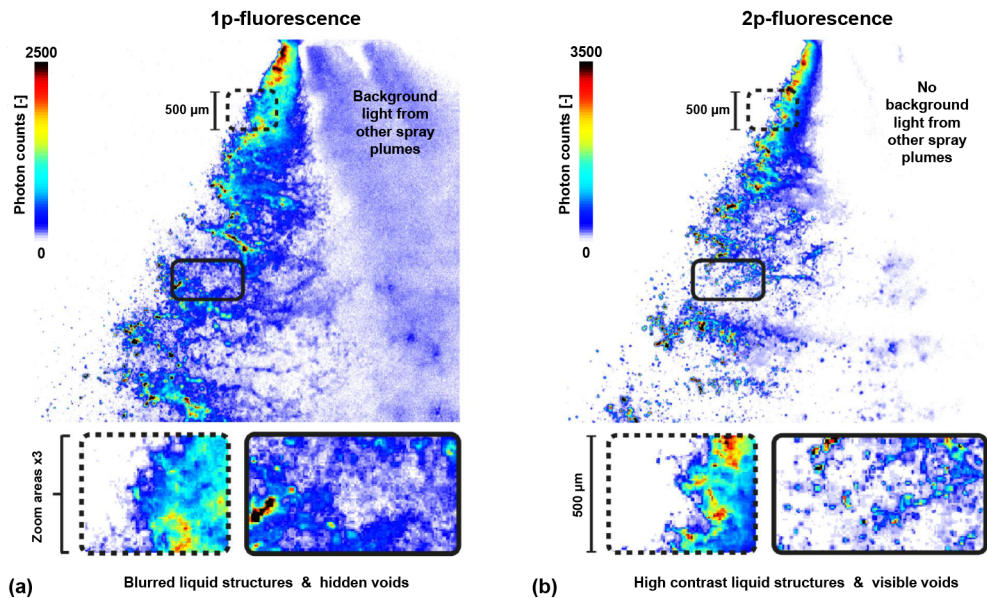 1p-fluorescence
2500
Photon counts [-]
0
500 µm
Background
light from
other spray
plumes
Zoom areas x3
(a)
Blurred liquid structures & hidden voids
2p-fluorescence
3500
Photon counts [-]
0
500 µm
No
background
light from
other spray
plumes
500 µm
(b)
High contrast liquid structures & visible voids